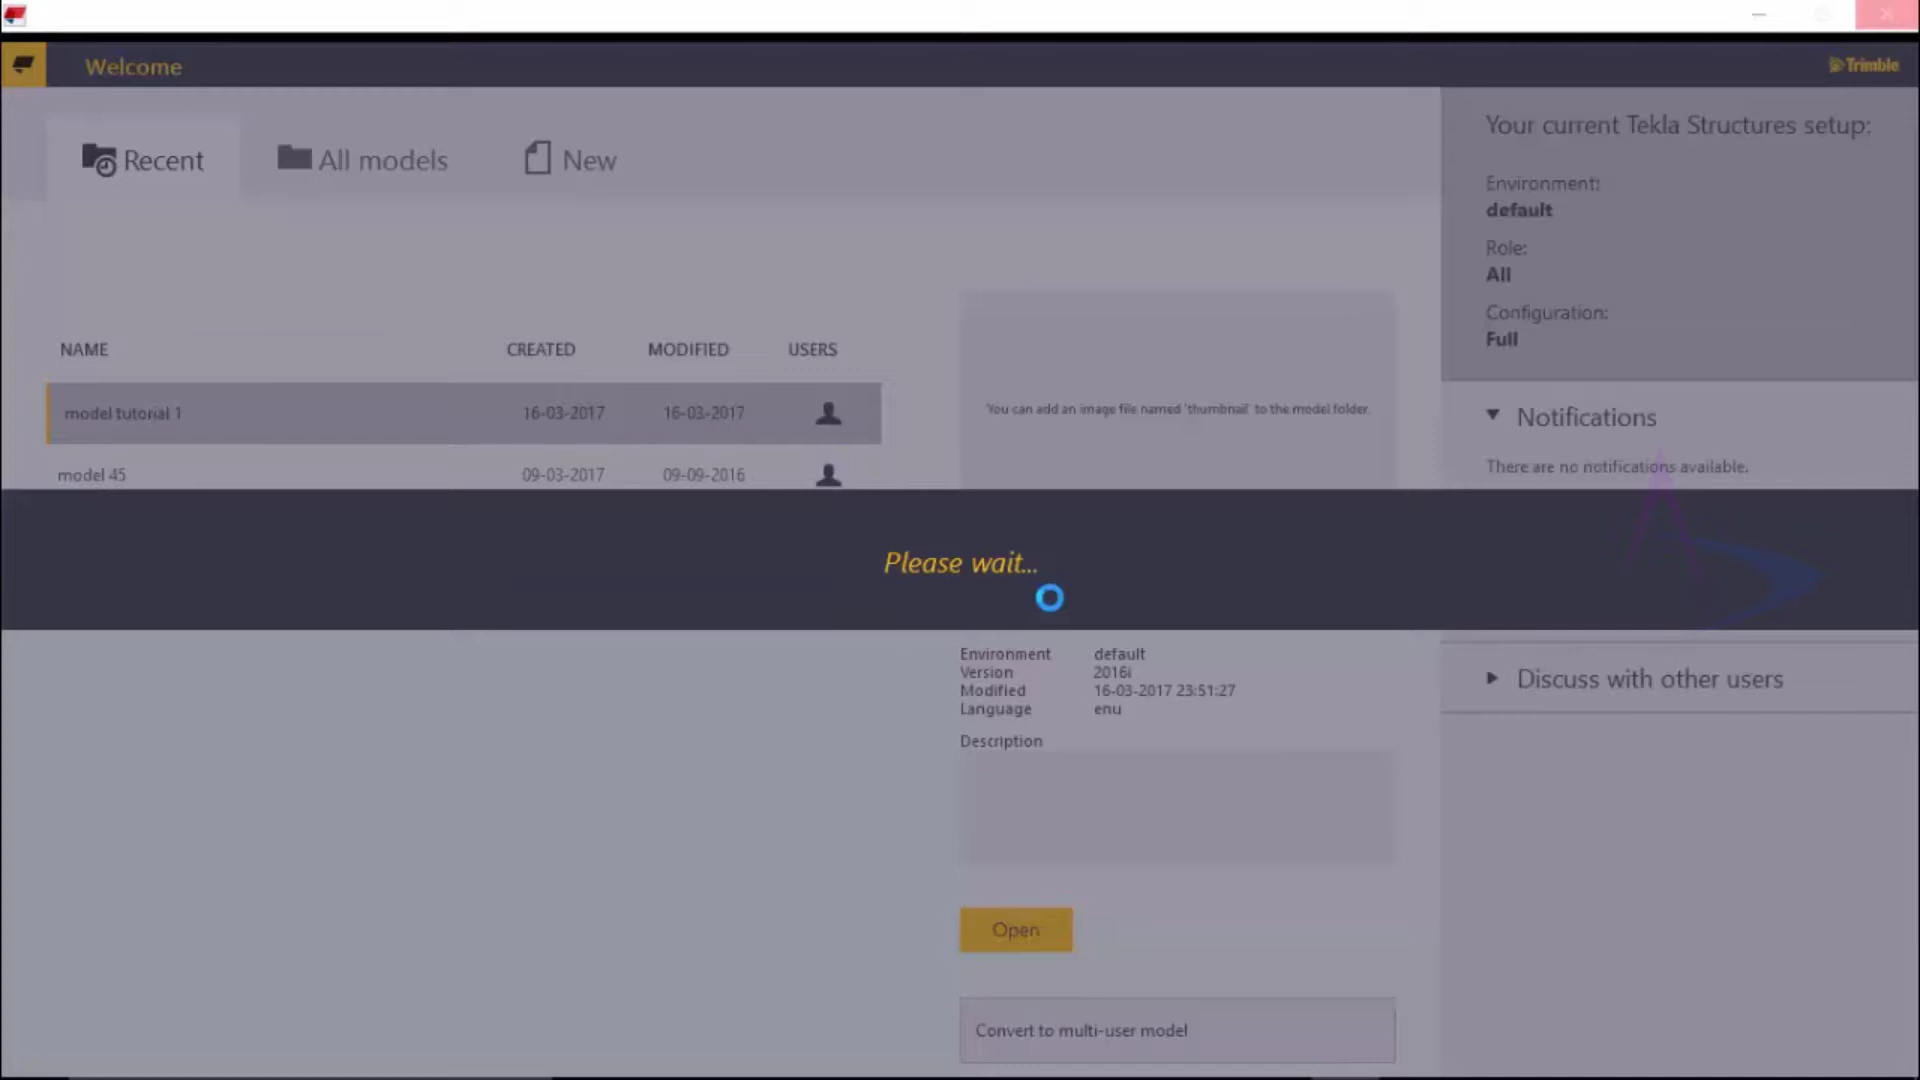 Welcome
Trimble
Recent
All models
New
Your current Tekla Structures setup:
Environment:
default
Role:
All
Configuration:
Full
NAME CREATED MODIFIED USERS
model tutorial 1 16-03-2017 16-03-2017
model 45 09-03-2017 09-09-2016
You can add an image file named 'thumbnail' to the model folder.
Notifications
There are no notifications available.
Please wait...
Environment default
Version 2016i
Modified 16-03-2017 23:51:27
Language enu
Description
Discuss with other users
Open
Convert to multi-user model